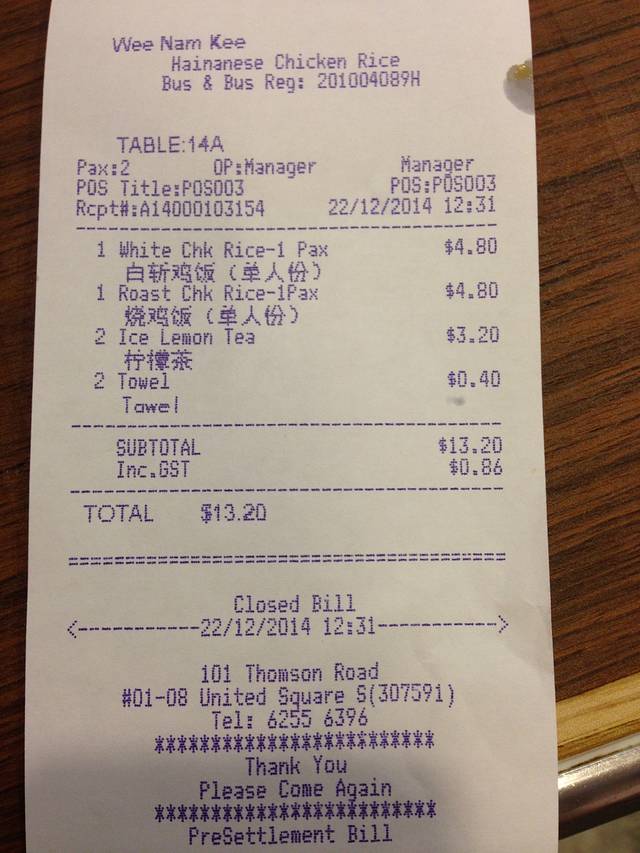 Wee Nam Kee
Hainanese Chicken Rice
Bus & Bus Reg: 201004089H
TABLE:14A
Pax:2 OP:Manager Manager
POS Title:POS003 POS:POS003
Rcpt#:A14000103154 22/12/2014 12:31
1 White Chk Rice-1 Pax $4.80
白斩鸡饭 (单人份)
1 Roast Chk Rice-1Pax $4.80
烧鸡饭 (单人份)
2 Ice Lemon Tea $3.20
柠檬茶
2 Towel $0.40
Towel
SUBTOTAL $13.20
Inc.GST $0.86
TOTAL $13.20
Closed Bill
<-----------22/12/2014 12:31----------->
101 Thomson Road
#01-08 United Square S(307591)
Tel: 6255 6396
*************************
Thank You
Please Come Again
*************************
PreSettlement Bill